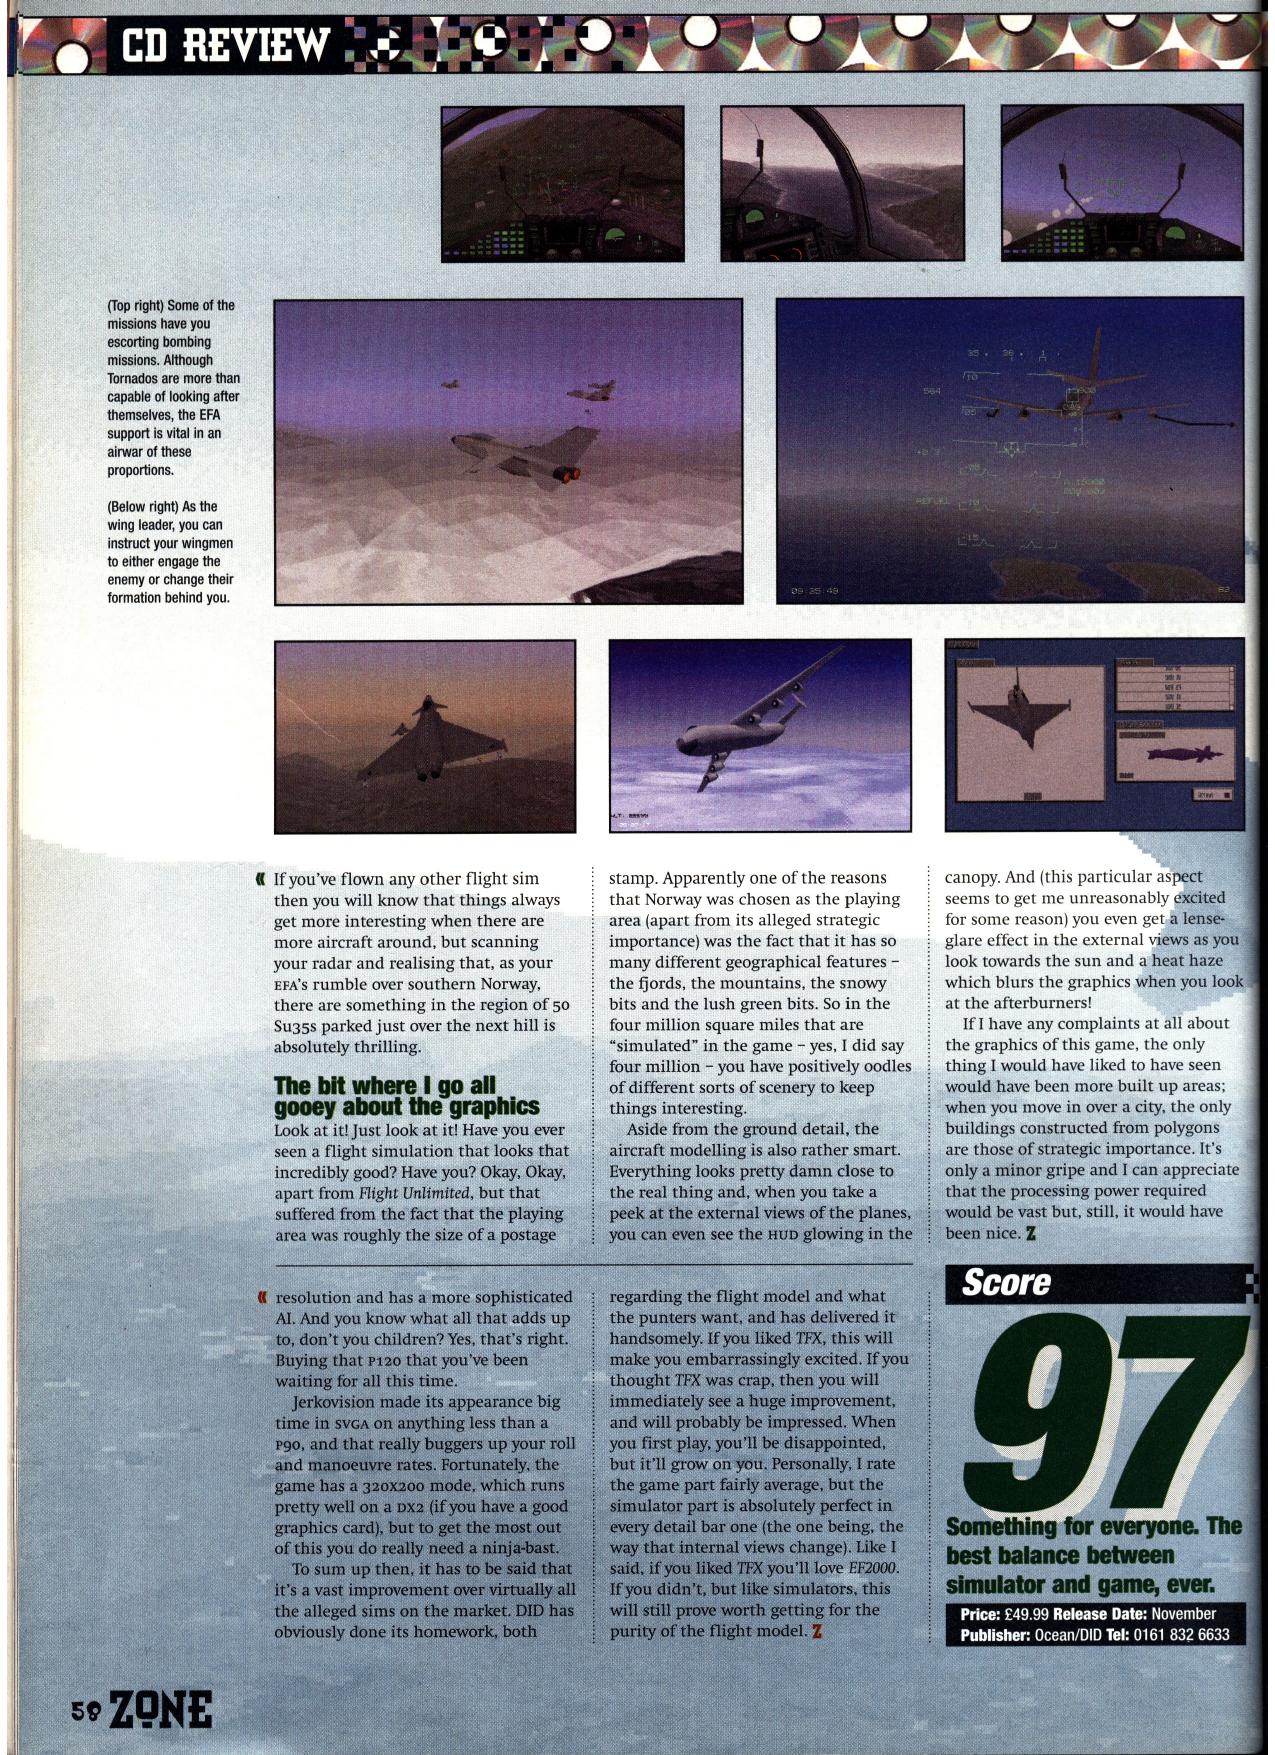 CD REVIEW
(Top right) Some of the
missions have you
escorting bombing
missions. Although
Tornados are more than
capable of looking after
themselves, the EFA
support is vital in an
airwar of these
proportions.
(Below right) As the
wing leader, you can
instruct your wingmen
to either engage the
enemy or change their
formation behind you.
564
REFUEL
09:25:49
« If you've flown any other flight sim
then you will know that things always
get more interesting when there are
more aircraft around, but scanning
your radar and realising that, as your
EFA's rumble over southern Norway,
there are something in the region of 50
Su35s parked just over the next hill is
absolutely thrilling.
The bit where I go all
gooey about the graphics
Look at it! Just look at it! Have you ever
seen a flight simulation that looks that
incredibly good? Have you? Okay, Okay,
apart from Flight Unlimited, but that
suffered from the fact that the playing
area was roughly the size of a postage
stamp. Apparently one of the reasons
that Norway was chosen as the playing
area (apart from its alleged strategic
importance) was the fact that it has so
many different geographical features –
the fjords, the mountains, the snowy
bits and the lush green bits. So in the
four million square miles that are
"simulated" in the game – yes, I did say
four million – you have positively oodles
of different sorts of scenery to keep
things interesting.
Aside from the ground detail, the
aircraft modelling is also rather smart.
Everything looks pretty damn close to
the real thing and, when you take a
peek at the external views of the planes,
you can even see the HUD glowing in the
canopy. And (this particular aspect
seems to get me unreasonably excited
for some reason) you even get a lense-
glare effect in the external views as you
look towards the sun and a heat haze
which blurs the graphics when you look
at the afterburners!
If I have any complaints at all about
the graphics of this game, the only
thing I would have liked to have seen
would have been more built up areas;
when you move in over a city, the only
buildings constructed from polygons
are those of strategic importance. It's
only a minor gripe and I can appreciate
that the processing power required
would be vast but, still, it would have
been nice. Z
« resolution and has a more sophisticated
AI. And you know what all that adds up
to, don't you children? Yes, that's right.
Buying that P120 that you've been
waiting for all this time.
Jerkovision made its appearance big
time in SVGA on anything less than a
P90, and that really buggers up your roll
and manoeuvre rates. Fortunately, the
game has a 320x200 mode, which runs
pretty well on a DX2 (if you have a good
graphics card), but to get the most out
of this you do really need a ninja-bast.
To sum up then, it has to be said that
it's a vast improvement over virtually all
the alleged sims on the market. DID has
obviously done its homework, both
regarding the flight model and what
the punters want, and has delivered it
handsomely. If you liked TFX, this will
make you embarrassingly excited. If you
thought TFX was crap, then you will
immediately see a huge improvement,
and will probably be impressed. When
you first play, you'll be disappointed,
but it'll grow on you. Personally, I rate
the game part fairly average, but the
simulator part is absolutely perfect in
every detail bar one (the one being, the
way that internal views change). Like I
said, if you liked TFX you'll love EF2000.
If you didn't, but like simulators, this
will still prove worth getting for the
purity of the flight model. Z
Score
97
Something for everyone. The
best balance between
simulator and game, ever.
Price: £49.99 Release Date: November
Publisher: Ocean/DID Tel: 0161 832 6633
58 ZONE